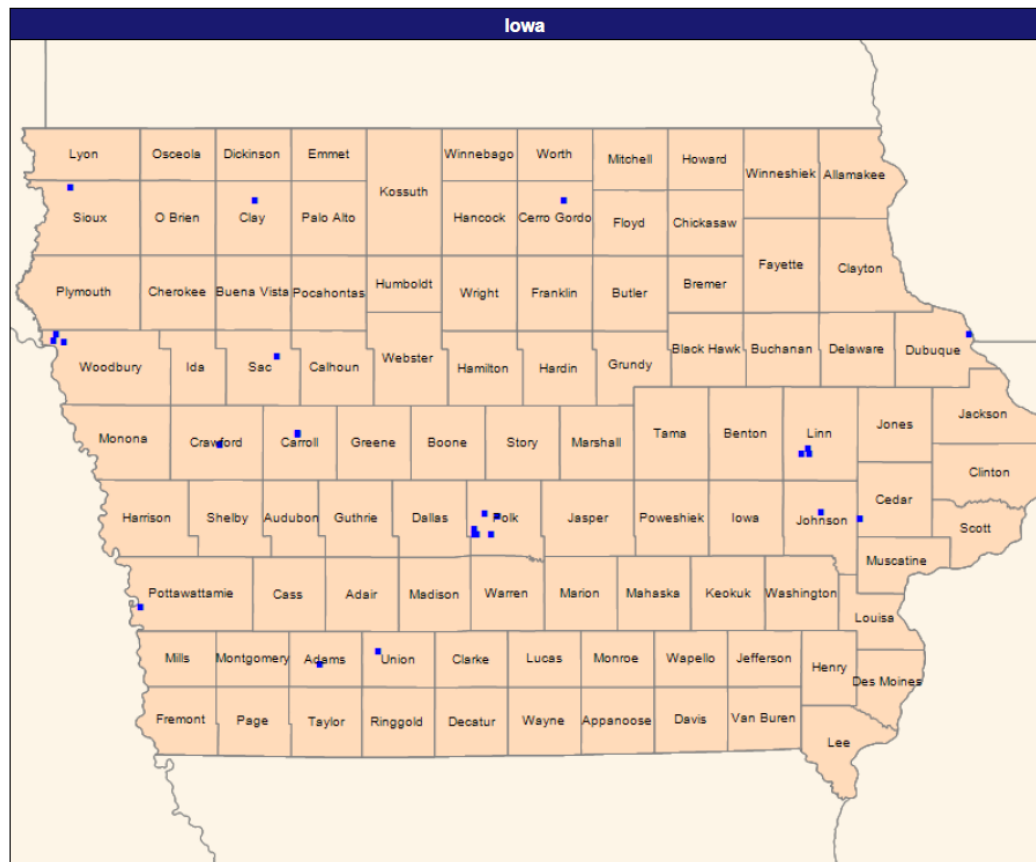 Iowa
Lyon
Osceola
Dickinson
Emmet
Winnebago
Worth
Mitchell
Howard
Winneshiek
Allamakee
Kossuth
Sioux
O Brien
Clay
Palo Alto
Hancock
Cerro Gordo
Floyd
Chickasaw
Fayette
Clayton
Plymouth
Cherokee
Buena Vista
Pocahontas
Humboldt
Wright
Franklin
Butler
Bremer
Woodbury
Ida
Sac
Calhoun
Webster
Hamilton
Hardin
Grundy
Black Hawk
Buchanan
Delaware
Dubuque
Monona
Crawford
Carroll
Greene
Boone
Story
Marshall
Tama
Benton
Linn
Jones
Jackson
Clinton
Harrison
Shelby
Audubon
Guthrie
Dallas
Polk
Jasper
Poweshiek
Iowa
Johnson
Cedar
Scott
Muscatine
Pottawattamie
Cass
Adair
Madison
Warren
Marion
Mahaska
Keokuk
Washington
Louisa
Mills
Montgomery
Adams
Union
Clarke
Lucas
Monroe
Wapello
Jefferson
Henry
Des Moines
Fremont
Page
Taylor
Ringgold
Decatur
Wayne
Appanoose
Davis
Van Buren
Lee